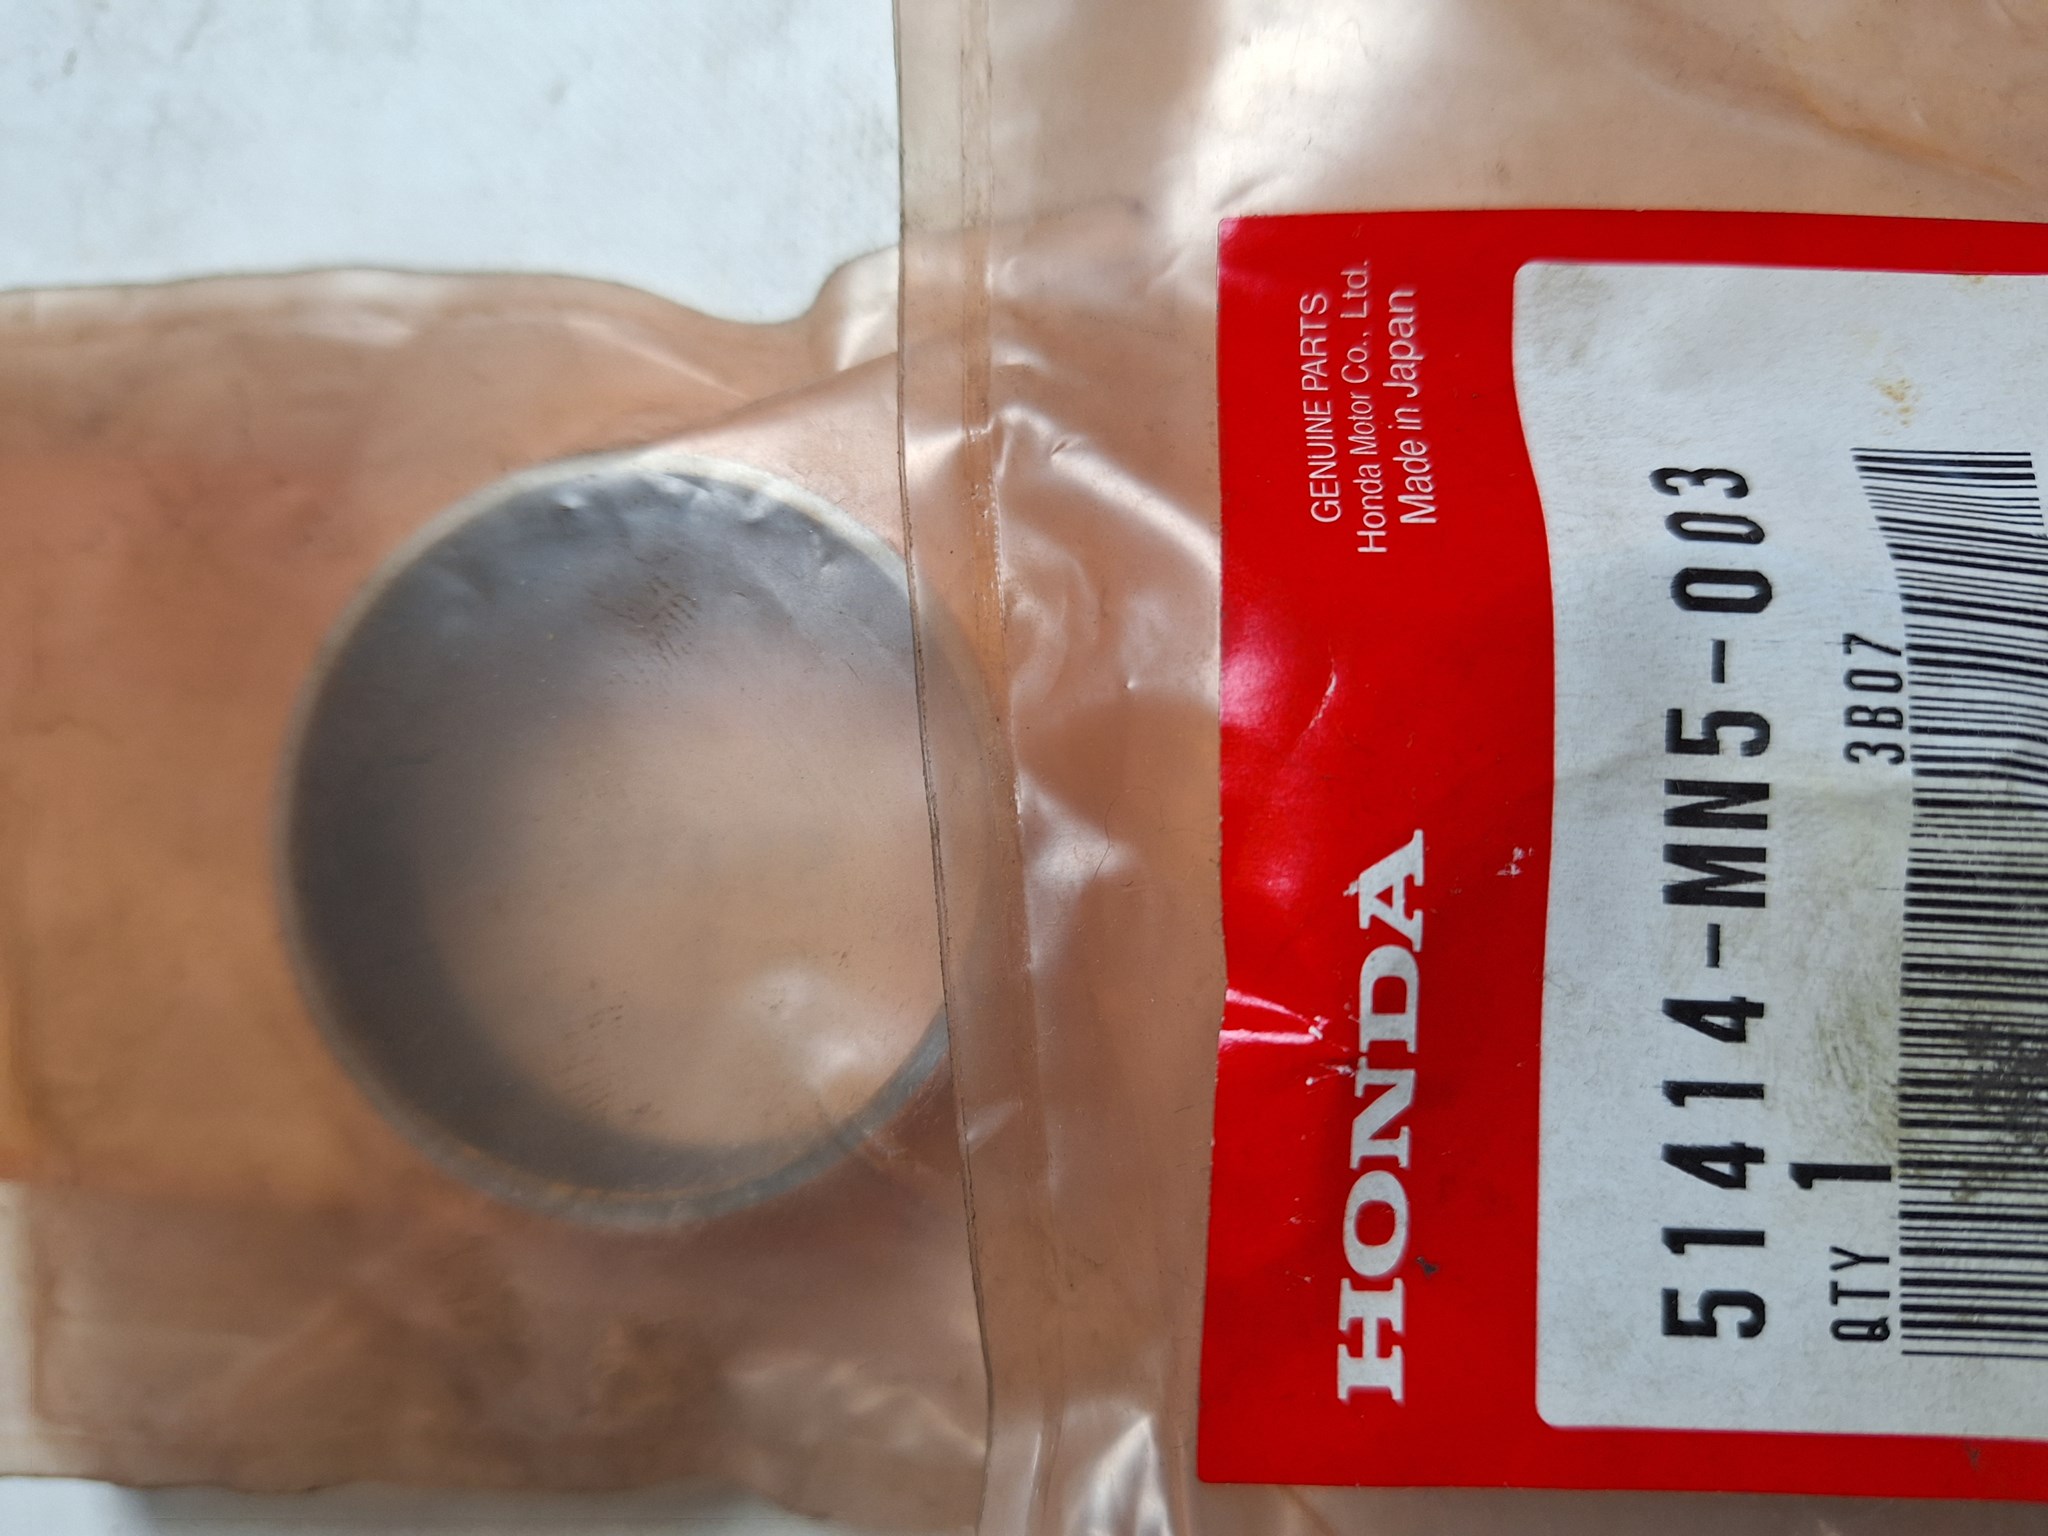 HONDA
GENUINE PARTS
Honda Motor Co., Ltd.
Made in Japan
51414-MN5-003
QTY 1 3B07